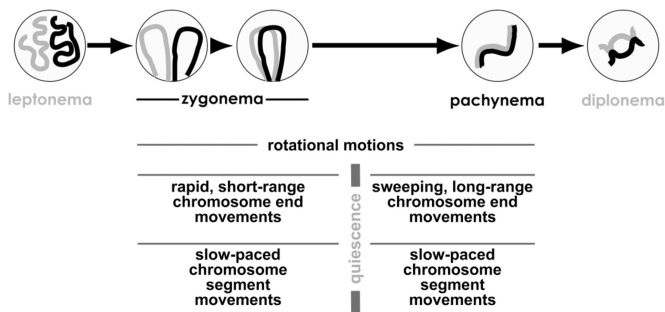 leptonema
zygonema
pachynema
diplonema
rotational motions
rapid, short-range
chromosome end
movements
quiescence
sweeping, long-range
chromosome end
movements
slow-paced
chromosome
segment
movements
slow-paced
chromosome
segment
movements